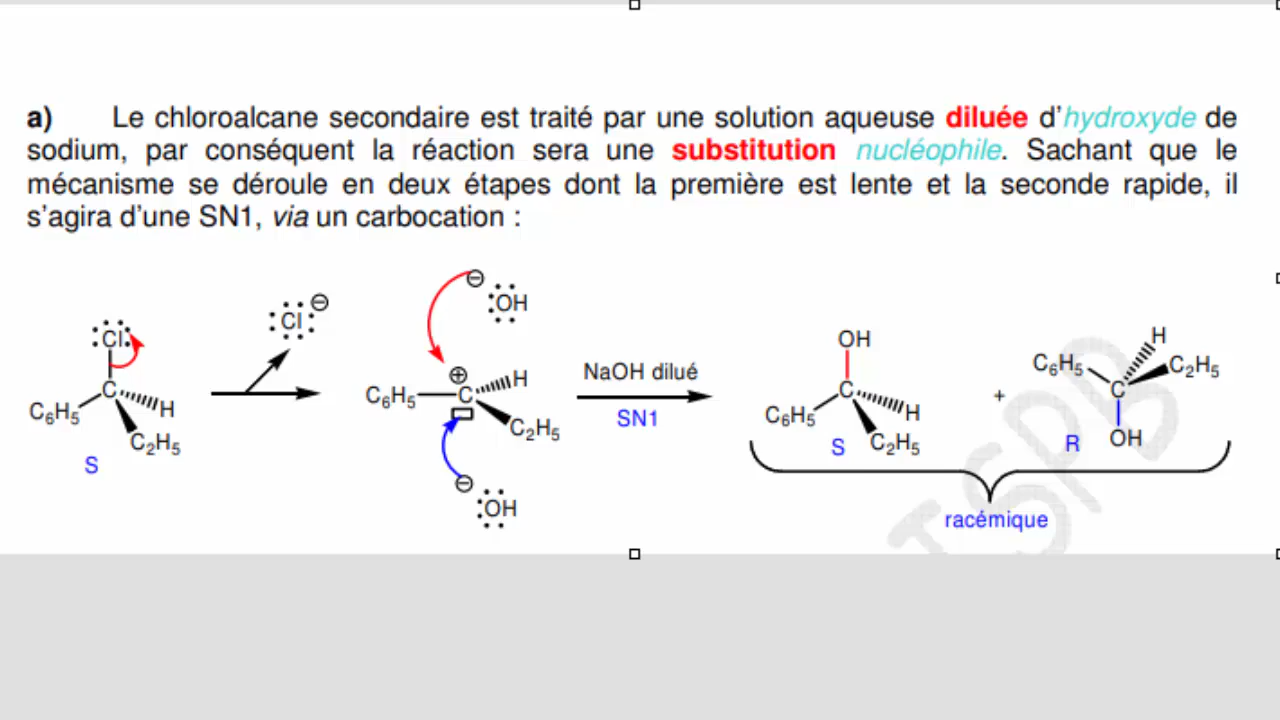 a) Le chloroalcane secondaire est traité par une solution aqueuse diluée d’hydroxyde de
sodium, par conséquent la réaction sera une substitution nucléophile. Sachant que le
mécanisme se déroule en deux étapes dont la première est lente et la seconde rapide, il
s’agira d’une SN1, via un carbocation :
Cl
C
C₆H₅
H
C₂H₅
S
Cl
⊖
⊖
OH
⊕
C₆H₅
C
H
C₂H₅
⊖
OH
NaOH dilué
SN1
OH
C
C₆H₅
H
C₂H₅
S
+
H
C₆H₅
C₂H₅
C
OH
R
racémique
ISPB